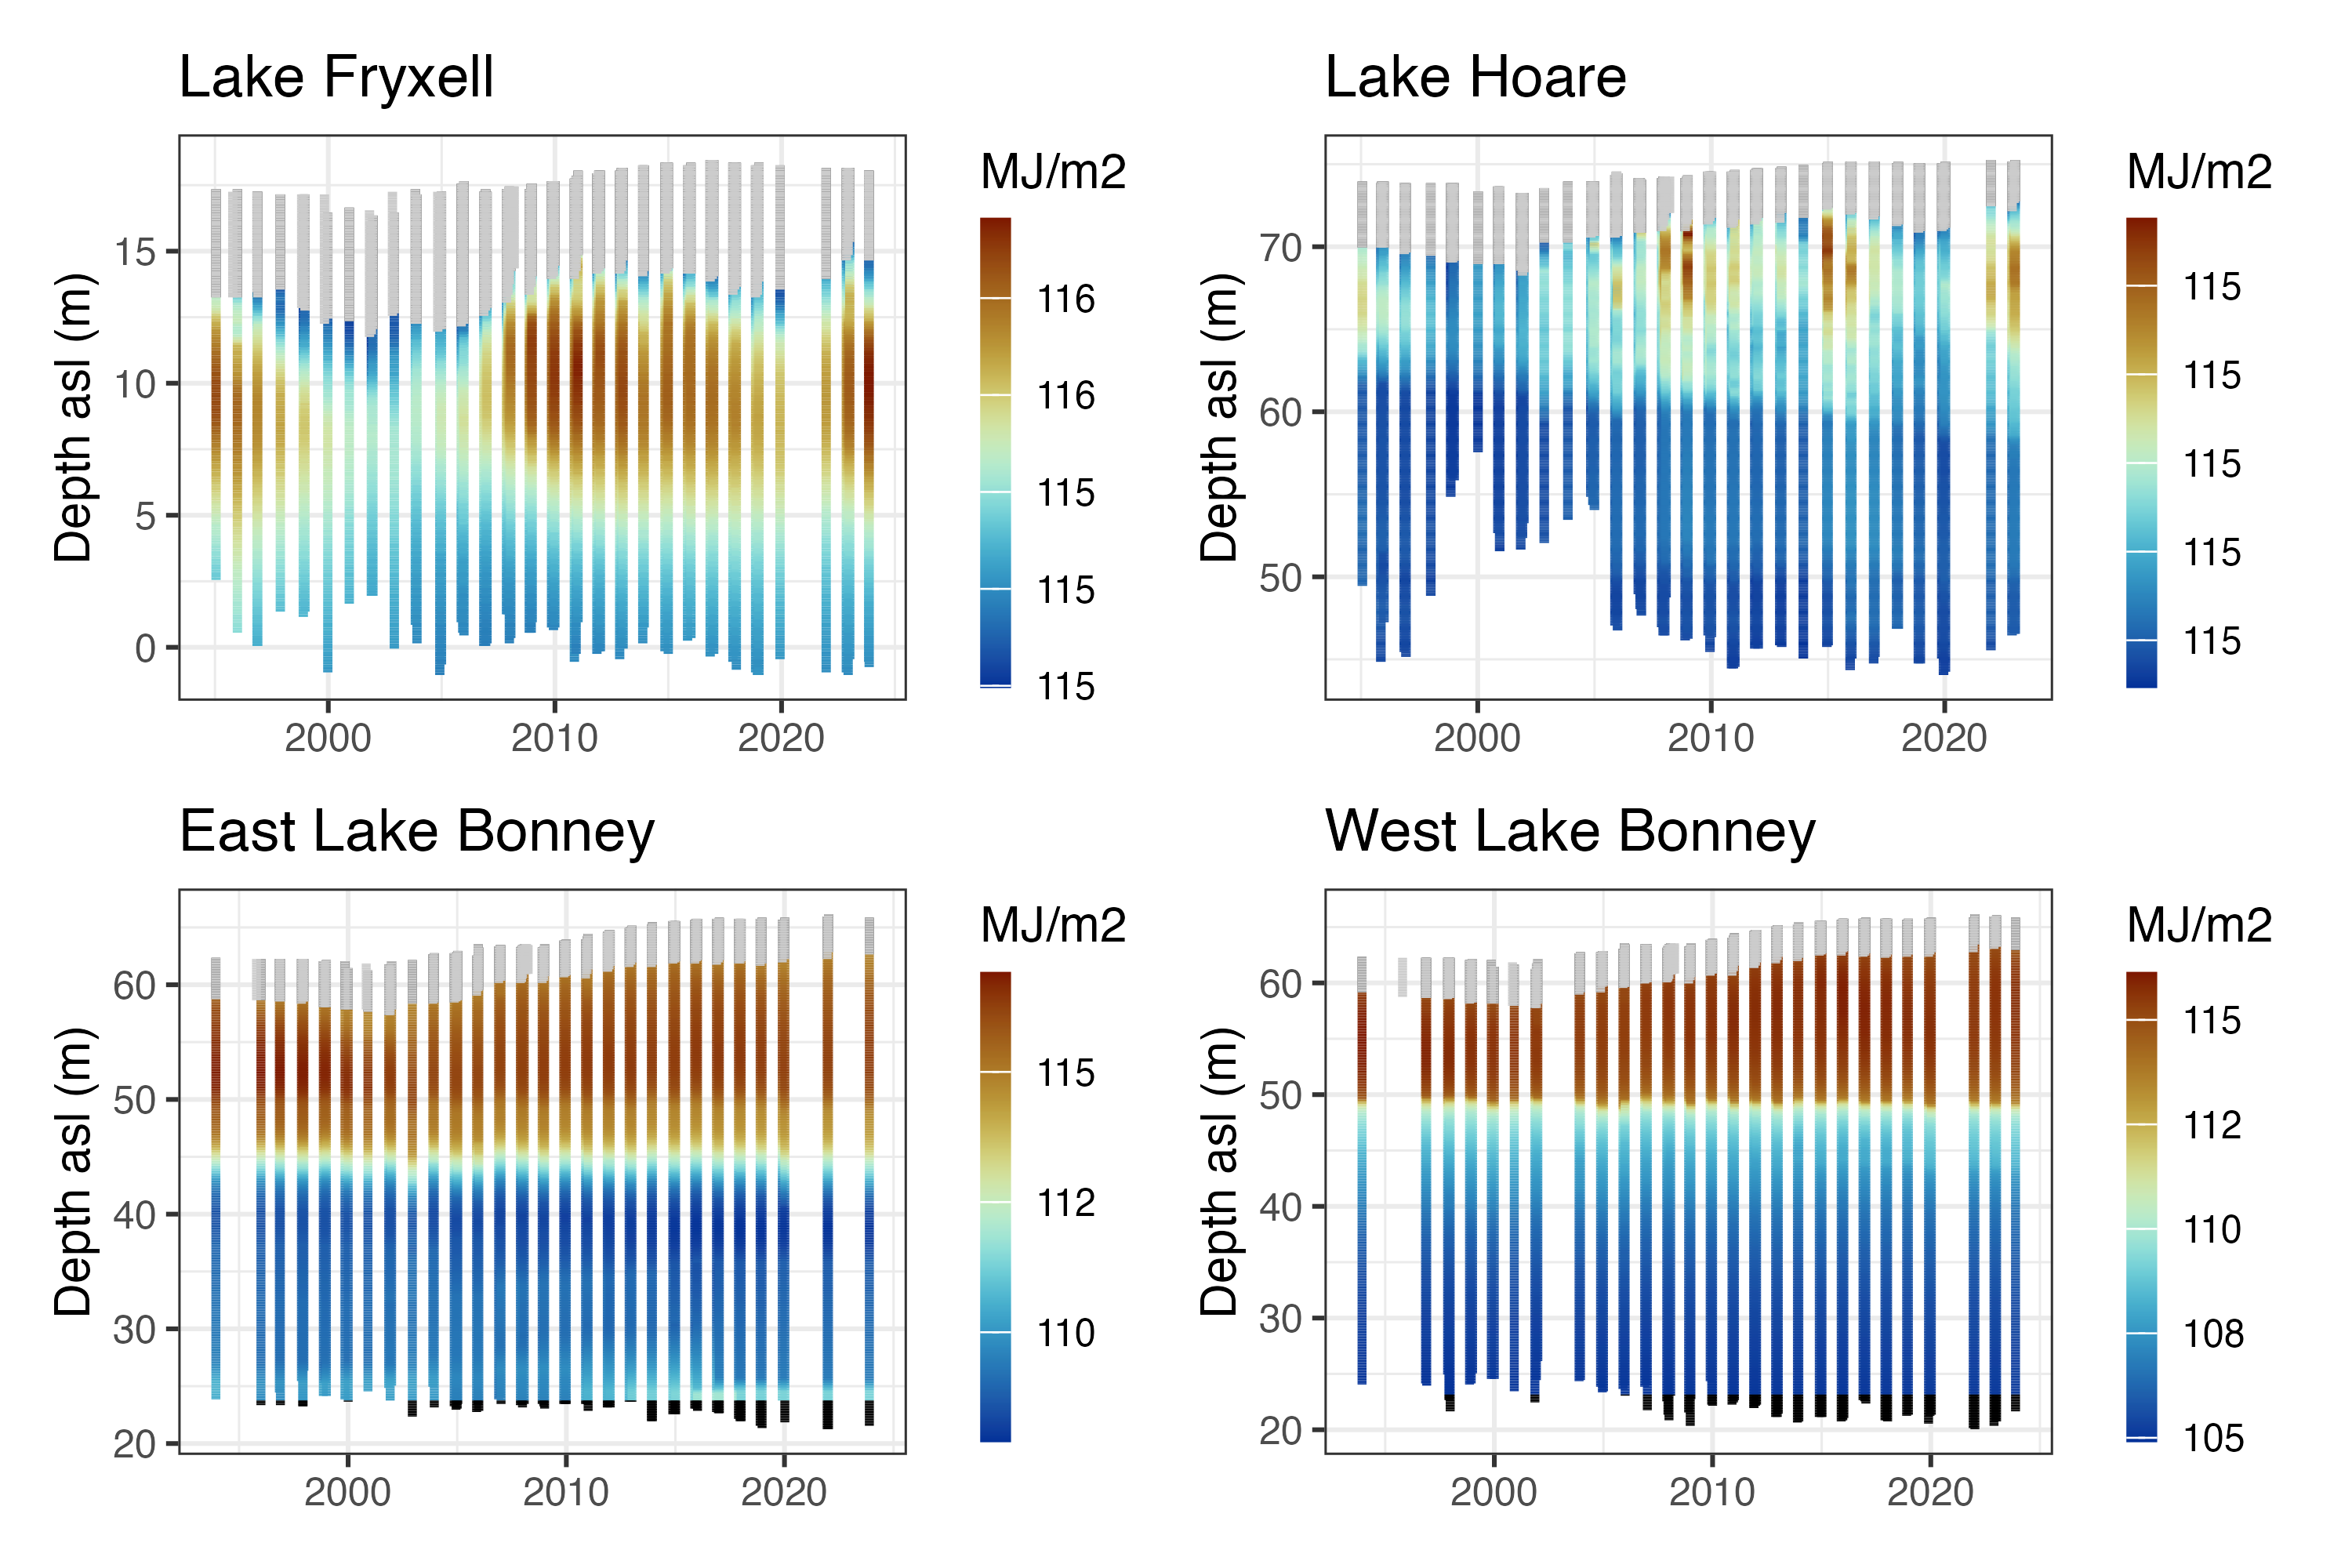 Lake Fryxell
MJ/m2
Depth asl (m)
15
10
5
0
2000 2010 2020
116
116
115
115
115
Lake Hoare
MJ/m2
Depth asl (m)
70
60
50
2000 2010 2020
115
115
115
115
115
East Lake Bonney
MJ/m2
Depth asl (m)
60
50
40
30
20
2000 2010 2020
115
112
110
West Lake Bonney
MJ/m2
Depth asl (m)
60
50
40
30
20
2000 2010 2020
115
112
110
108
105